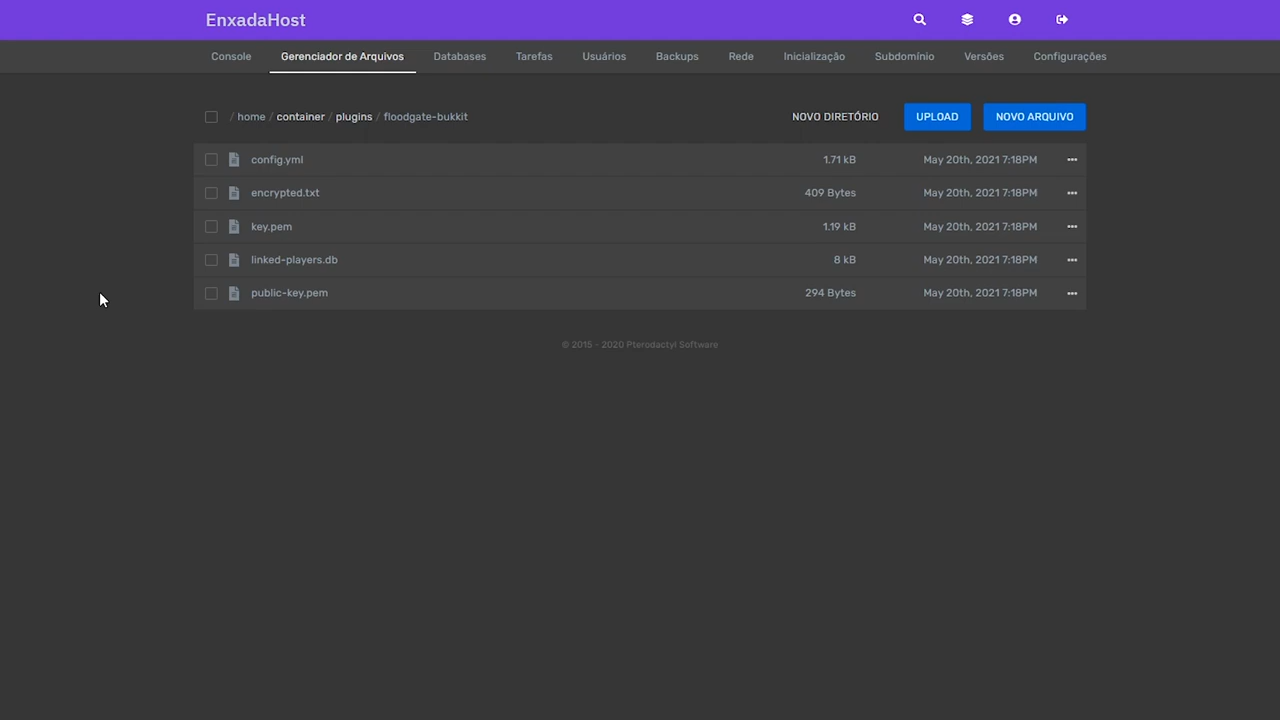 EnxadaHost
Console Gerenciador de Arquivos Databases Tarefas Usuários Backups Rede Inicialização Subdomínio Versões Configurações
/ home / container / plugins / floodgate-bukkit NOVO DIRETÓRIO UPLOAD NOVO ARQUIVO
config.yml 1.71 kB May 20th, 2021 7:18PM
encrypted.txt 409 Bytes May 20th, 2021 7:18PM
key.pem 1.19 kB May 20th, 2021 7:18PM
linked-players.db 8 kB May 20th, 2021 7:18PM
public-key.pem 294 Bytes May 20th, 2021 7:18PM
© 2015 - 2020 Pterodactyl Software